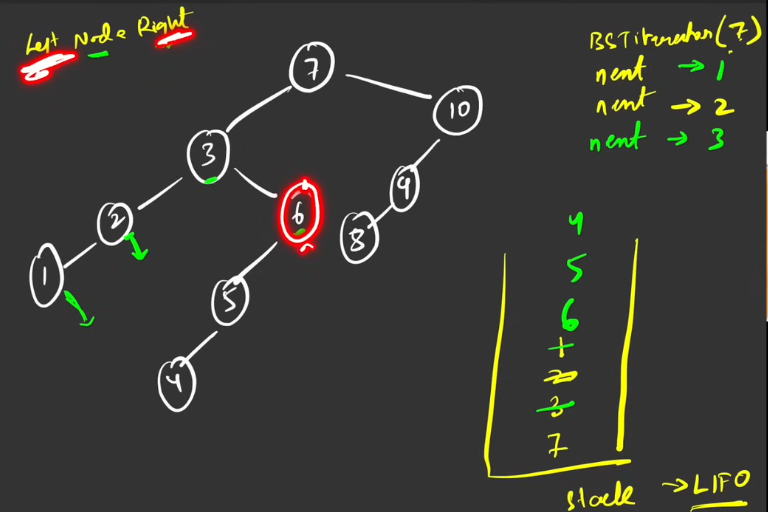 Left Node Right
BSTiterator(7)
next → 1
next → 2
next → 3
7
3
10
2
6
9
1
5
8
4
4
5
6
1
2
3
7
stack → LIFO